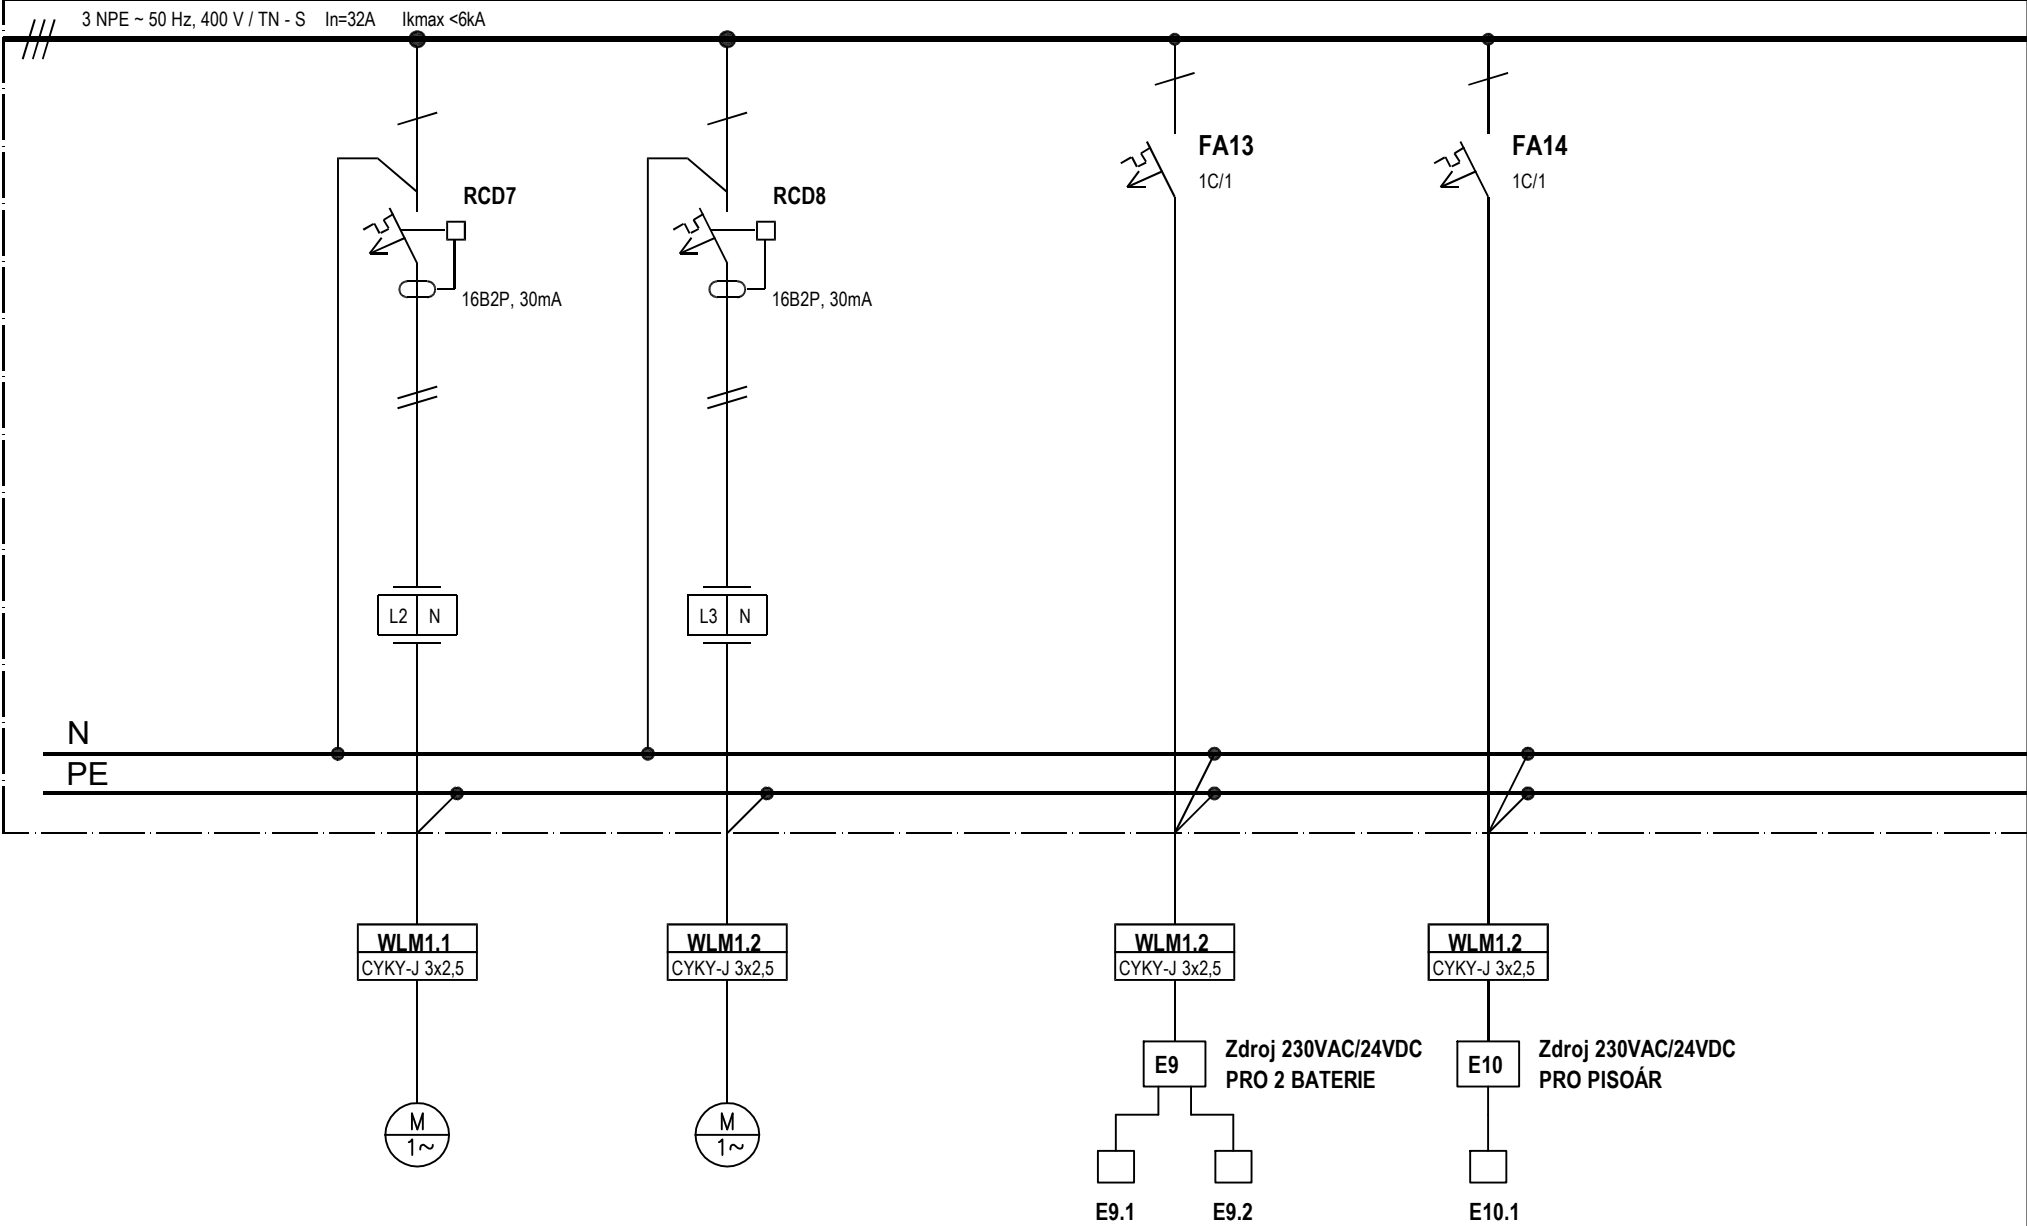 3 NPE ~ 50 Hz, 400 V / TN - S In=32A Ikmax <6kA
FA13
1C/1
FA14
1C/1
RCD7
16B2P, 30mA
RCD8
16B2P, 30mA
L2 N
L3 N
N
PE
WLM1.1
CYKY-J 3x2,5
WLM1.2
CYKY-J 3x2,5
WLM1.2
CYKY-J 3x2,5
WLM1.2
CYKY-J 3x2,5
M
1~
M
1~
E9
Zdroj 230VAC/24VDC
PRO 2 BATERIE
E10
Zdroj 230VAC/24VDC
PRO PISOÁR
E9.1
E9.2
E10.1